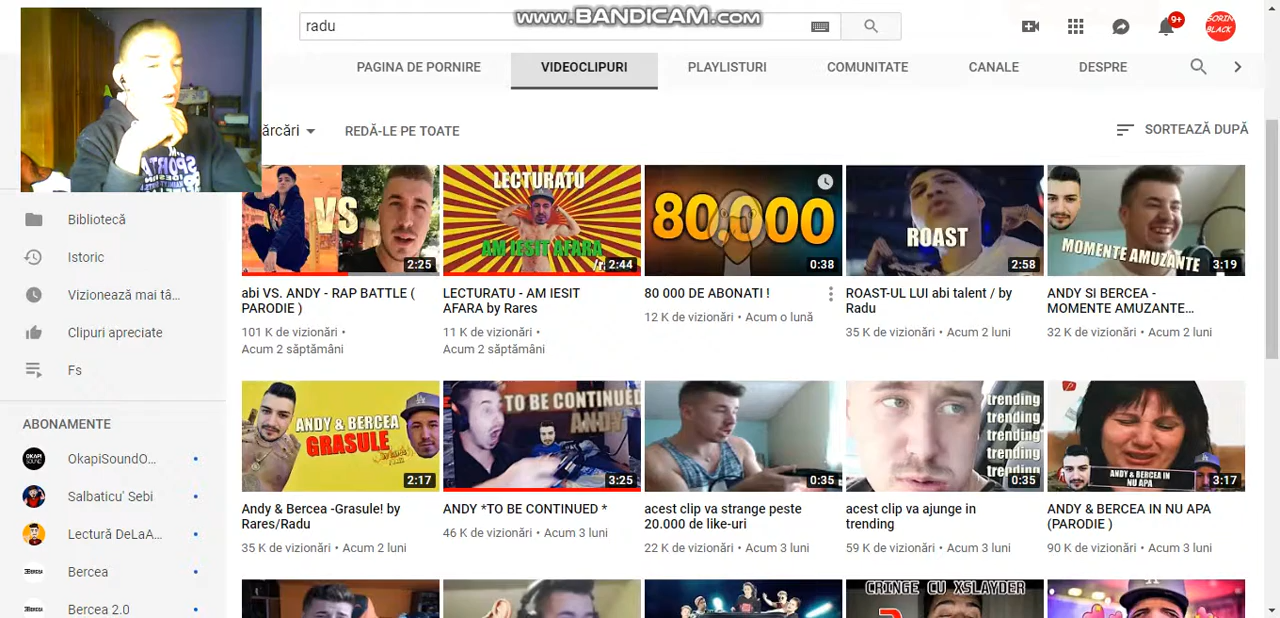 www.BANDICAM.com
radu
9+
SORIN
BLACK
PAGINA DE PORNIRE
VIDEOCLIPURI
PLAYLISTURI
COMUNITATE
CANALE
DESPRE
ărcări
REDĂ-LE PE TOATE
SORTEAZĂ DUPĂ
Bibliotecă
Istoric
Vizionează mai tâ...
Clipuri apreciate
Fs
ABONAMENTE
OkapiSoundO...
Salbaticu' Sebi
Lectură DeLaA...
Bercea
Bercea 2.0
VS
2:25
abi VS. ANDY - RAP BATTLE (
PARODIE )
101 K de vizionări •
Acum 2 săptămâni
LECTURATU
AM IESIT AFARA
2:44
LECTURATU - AM IESIT
AFARA by Rares
11 K de vizionări •
Acum 2 săptămâni
80.000
0:38
80 000 DE ABONATI !
12 K de vizionări • Acum o lună
ROAST
2:58
ROAST-UL LUI abi talent / by
Radu
35 K de vizionări • Acum 2 luni
MOMENTE AMUZANTE
3:19
ANDY SI BERCEA -
MOMENTE AMUZANTE...
32 K de vizionări • Acum 2 luni
ANDY & BERCEA
GRASULE
2:17
Andy & Bercea -Grasule! by
Rares/Radu
35 K de vizionări • Acum 2 luni
TO BE CONTINUED
ANDY
3:25
ANDY *TO BE CONTINUED *
46 K de vizionări • Acum 3 luni
0:35
acest clip va strange peste
20.000 de like-uri
22 K de vizionări • Acum 3 luni
trending
trending
trending
trending
0:35
acest clip va ajunge in
trending
59 K de vizionări • Acum 3 luni
ANDY & BERCEA IN
NU APA
3:17
ANDY & BERCEA IN NU APA
(PARODIE )
90 K de vizionări • Acum 3 luni
CRINGE CU XSLAYDER